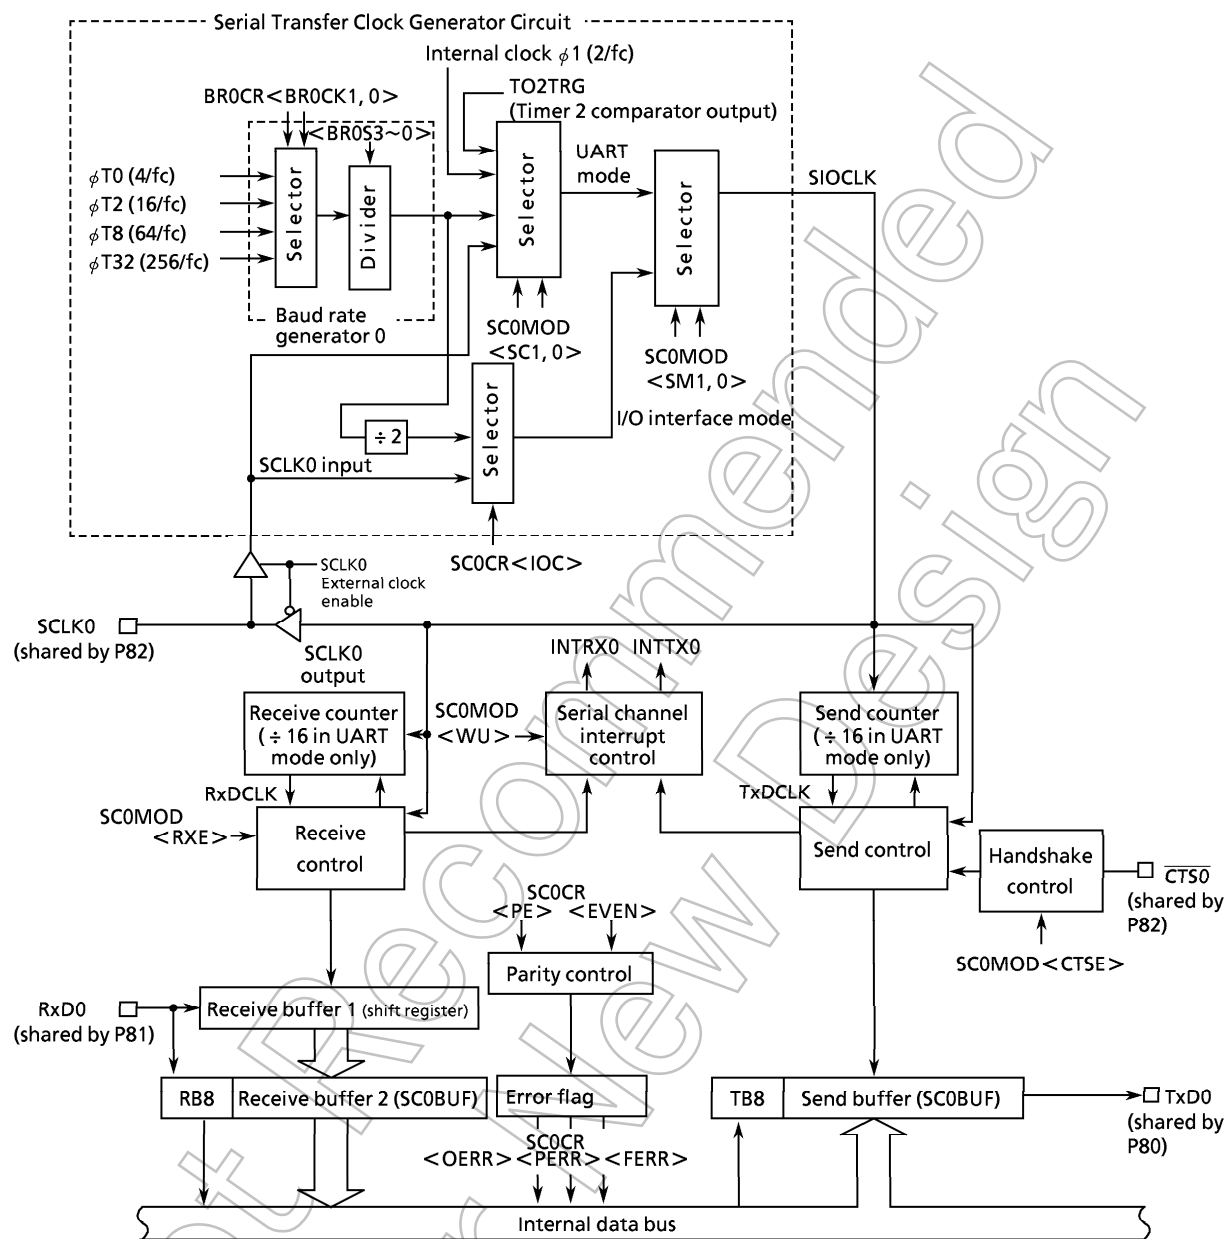 Serial Transfer Clock Generator Circuit
Internal clock φ1 (2/fc)
TO2TRG
(Timer 2 comparator output)
BR0CR<BR0CK1, 0>
<BR0S3~0>
φT0 (4/fc)
φT2 (16/fc)
φT8 (64/fc)
φT32 (256/fc)
Selector
Divider
Baud rate
generator 0
Selector
UART
mode
Selector
SIOCLK
SC0MOD
<SC1, 0>
SC0MOD
<SM1, 0>
I/O interface mode
÷ 2
Selector
SCLK0 input
SC0CR<IOC>
SCLK0
External clock
enable
SCLK0
(shared by P82)
SCLK0
output
INTRX0
INTTX0
Receive counter
(÷ 16 in UART
mode only)
SC0MOD
<WU>
Serial channel
interrupt
control
Send counter
(÷ 16 in UART
mode only)
RxDCLK
TxDCLK
SC0MOD
<RXE>
Receive
control
Send control
Handshake
control
CTS0
(shared by
P82)
SC0MOD<CTSE>
SC0CR
<PE>
<EVEN>
Parity control
RxD0
(shared by P81)
Receive buffer 1 (shift register)
RB8
Receive buffer 2 (SC0BUF)
Error flag
TB8
Send buffer (SC0BUF)
TxD0
(shared by
P80)
SC0CR
<OERR><PERR><FERR>
Internal data bus
Not Recommended
for New Design